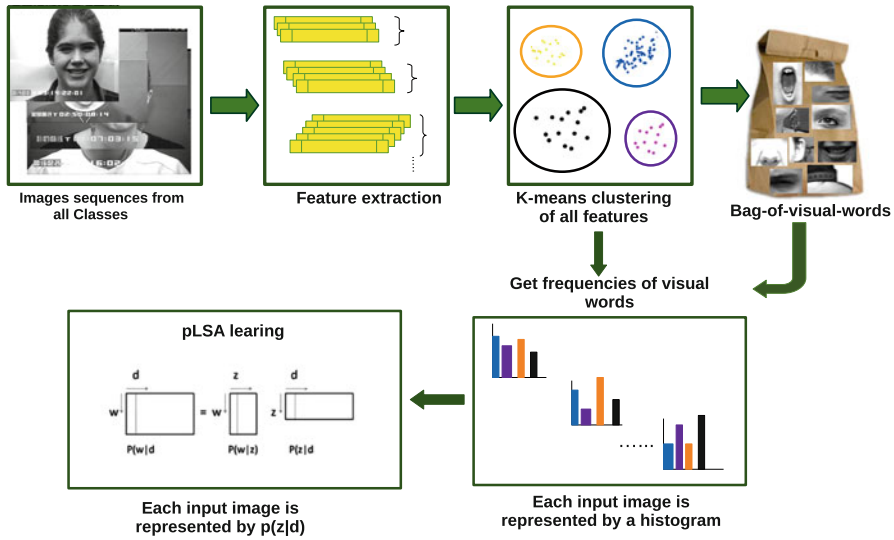 Images sequences from
all Classes
Feature extraction
K-means clustering
of all features
Bag-of-visual-words
Get frequencies of visual
words
pLSA learing
d
z
d
w
=
w
z
P(w|d
P(w|z)
P(z|d
......
Each input image is
represented by p(z|d)
Each input image is
represented by a histogram